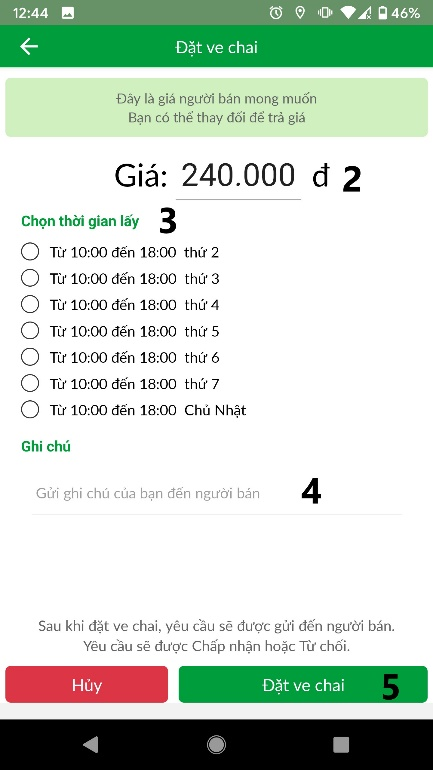 12:44
46%
Đặt ve chai
Đây là giá người bán mong muốn
Bạn có thể thay đổi để trả giá
Giá: 240.000 đ 2
Chọn thời gian lấy 3
Từ 10:00 đến 18:00 thứ 2
Từ 10:00 đến 18:00 thứ 3
Từ 10:00 đến 18:00 thứ 4
Từ 10:00 đến 18:00 thứ 5
Từ 10:00 đến 18:00 thứ 6
Từ 10:00 đến 18:00 thứ 7
Từ 10:00 đến 18:00 Chủ Nhật
Ghi chú
Gửi ghi chú của bạn đến người bán 4
Sau khi đặt ve chai, yêu cầu sẽ được gửi đến người bán.
Yêu cầu sẽ được Chấp nhận hoặc Từ chối.
Hủy
Đặt ve chai 5